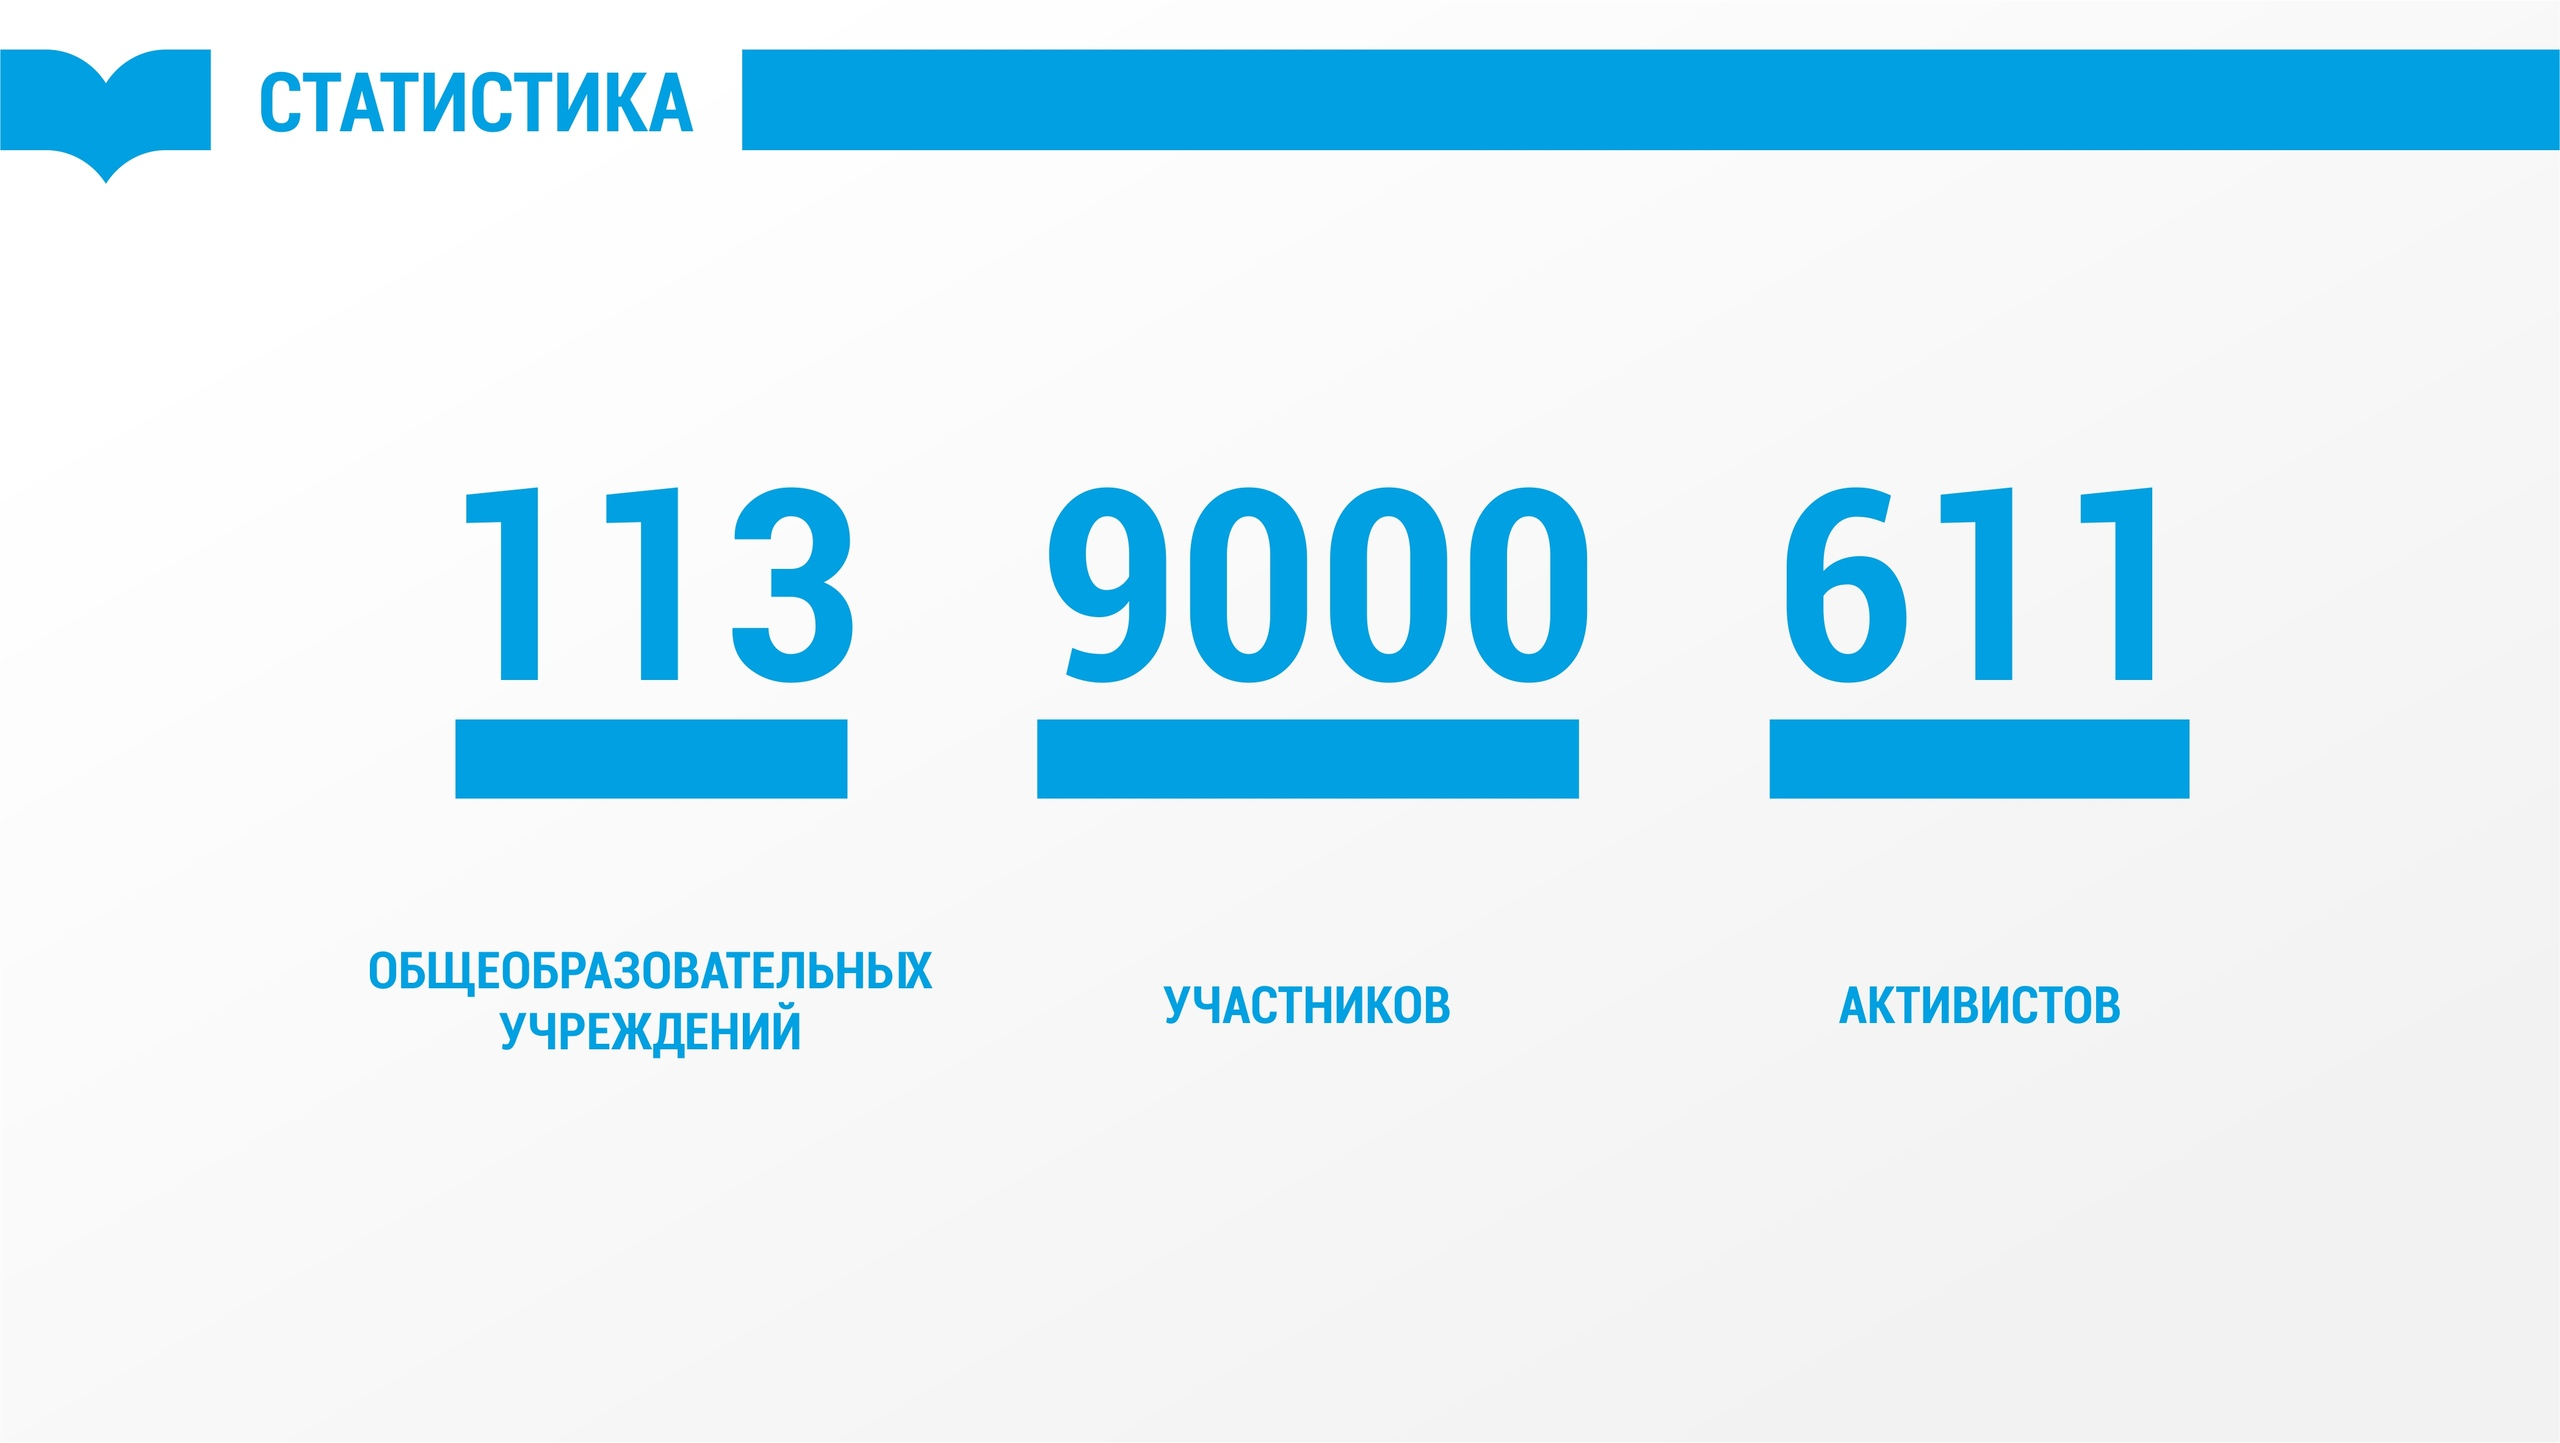 СТАТИСТИКА
113
9000
611
ОБЩЕОБРАЗОВАТЕЛЬНЫХ
УЧРЕЖДЕНИЙ
УЧАСТНИКОВ
АКТИВИСТОВ